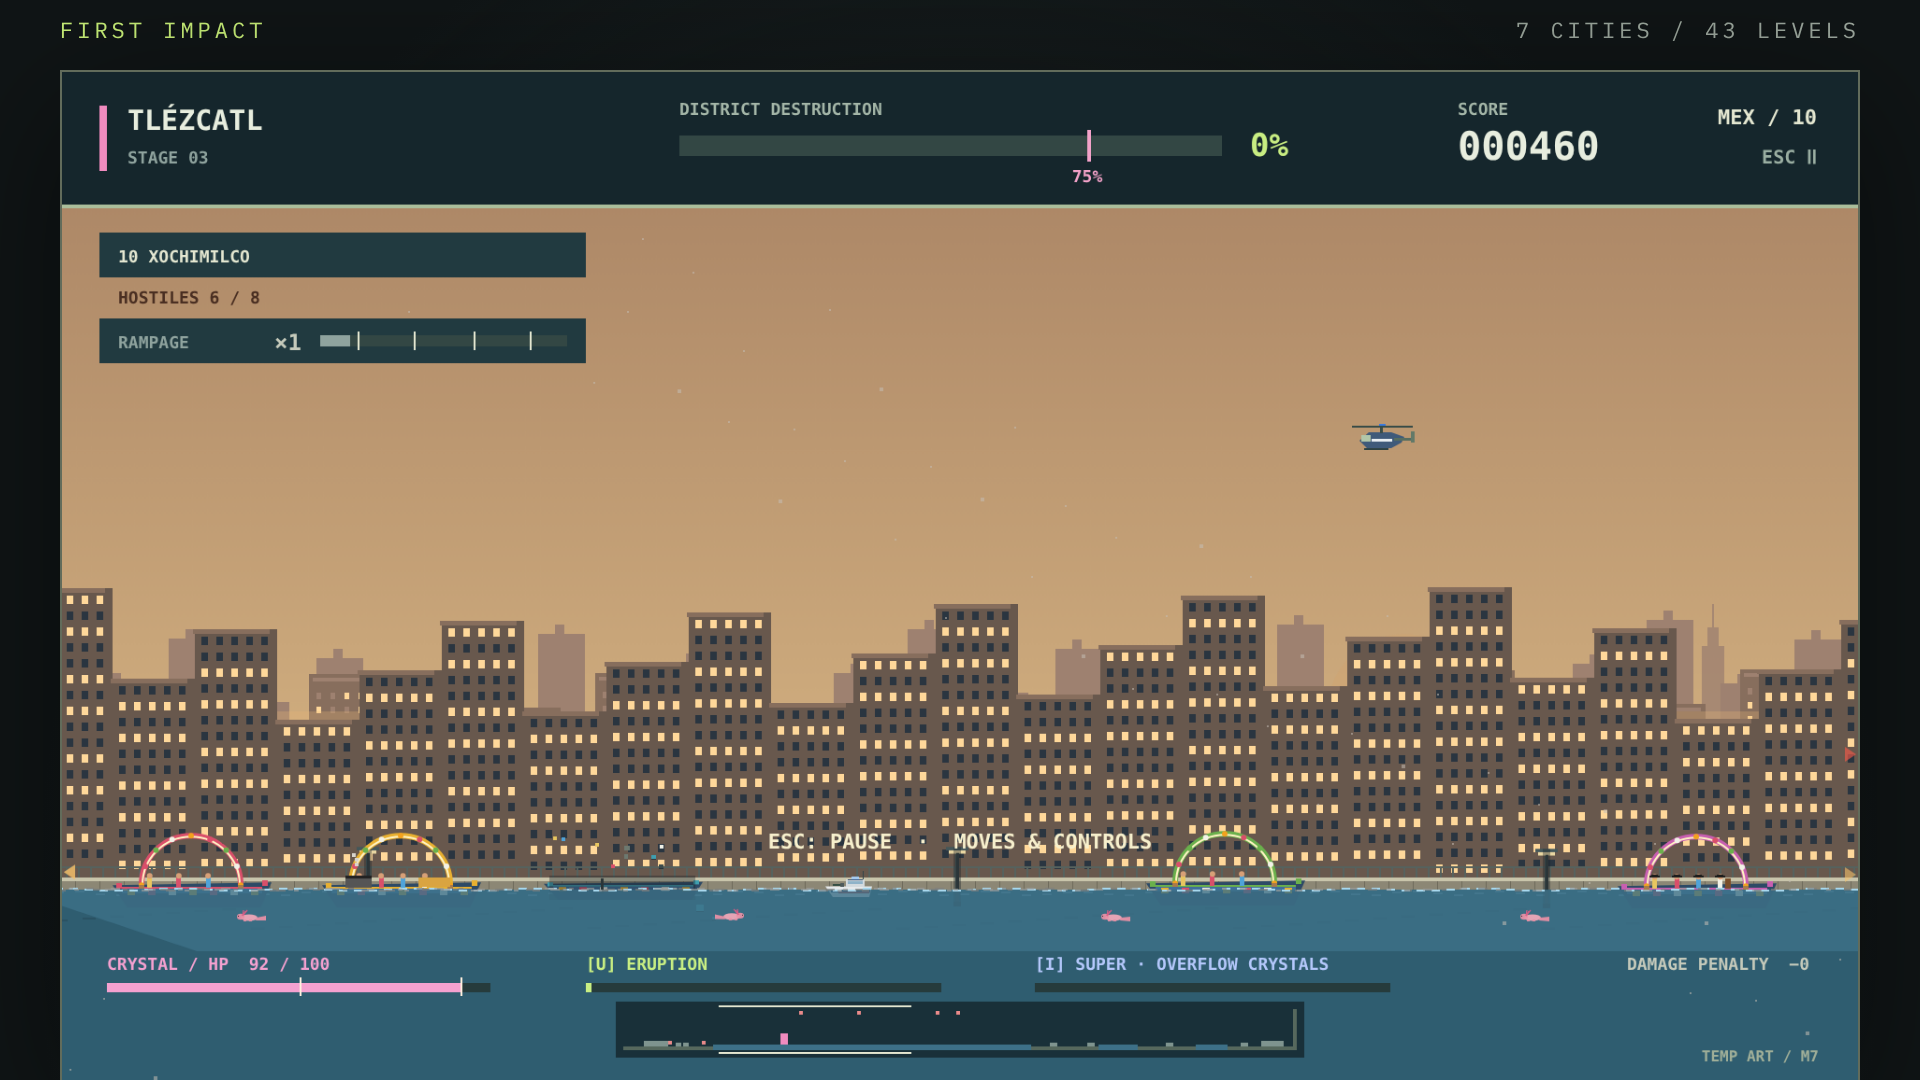 FIRST IMPACT
7 CITIES / 43 LEVELS
TLÉZCATL
STAGE 03
DISTRICT DESTRUCTION
0%
75%
SCORE
000460
MEX / 10
ESC II
10 XOCHIMILCO
HOSTILES 6 / 8
RAMPAGE ×1
ESC: PAUSE · MOVES & CONTROLS
CRYSTAL / HP 92 / 100
[U] ERUPTION
[I] SUPER · OVERFLOW CRYSTALS
DAMAGE PENALTY −0
TEMP ART / M7